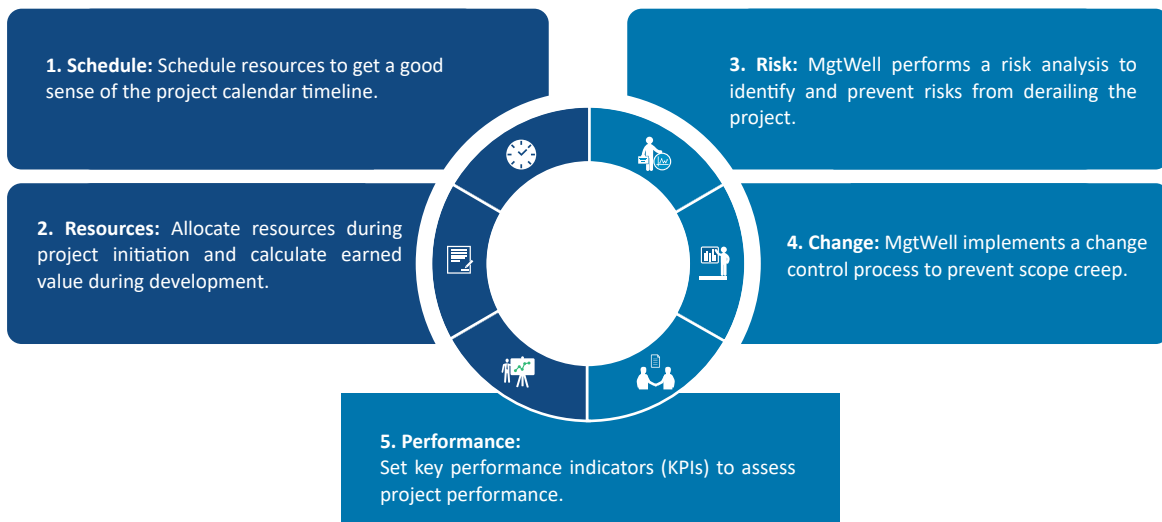 1. Schedule: Schedule resources to get a good
sense of the project calendar timeline.
2. Resources: Allocate resources during
project initiation and calculate earned
value during development.
3. Risk: MgtWell performs a risk analysis to
identify and prevent risks from derailing the
project.
4. Change: MgtWell implements a change
control process to prevent scope creep.
5. Performance:
Set key performance indicators (KPIs) to assess
project performance.